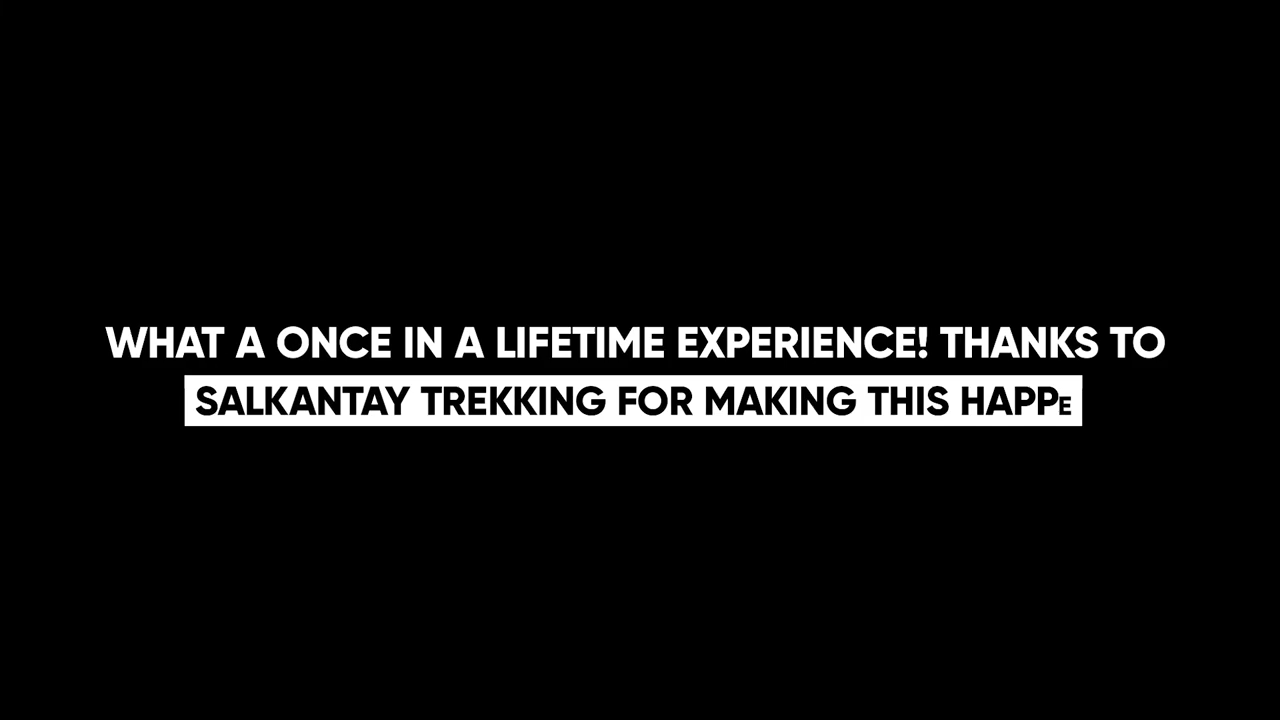 WHAT A ONCE IN A LIFETIME EXPERIENCE! THANKS TO
SALKANTAY TREKKING FOR MAKING THIS HAPPE